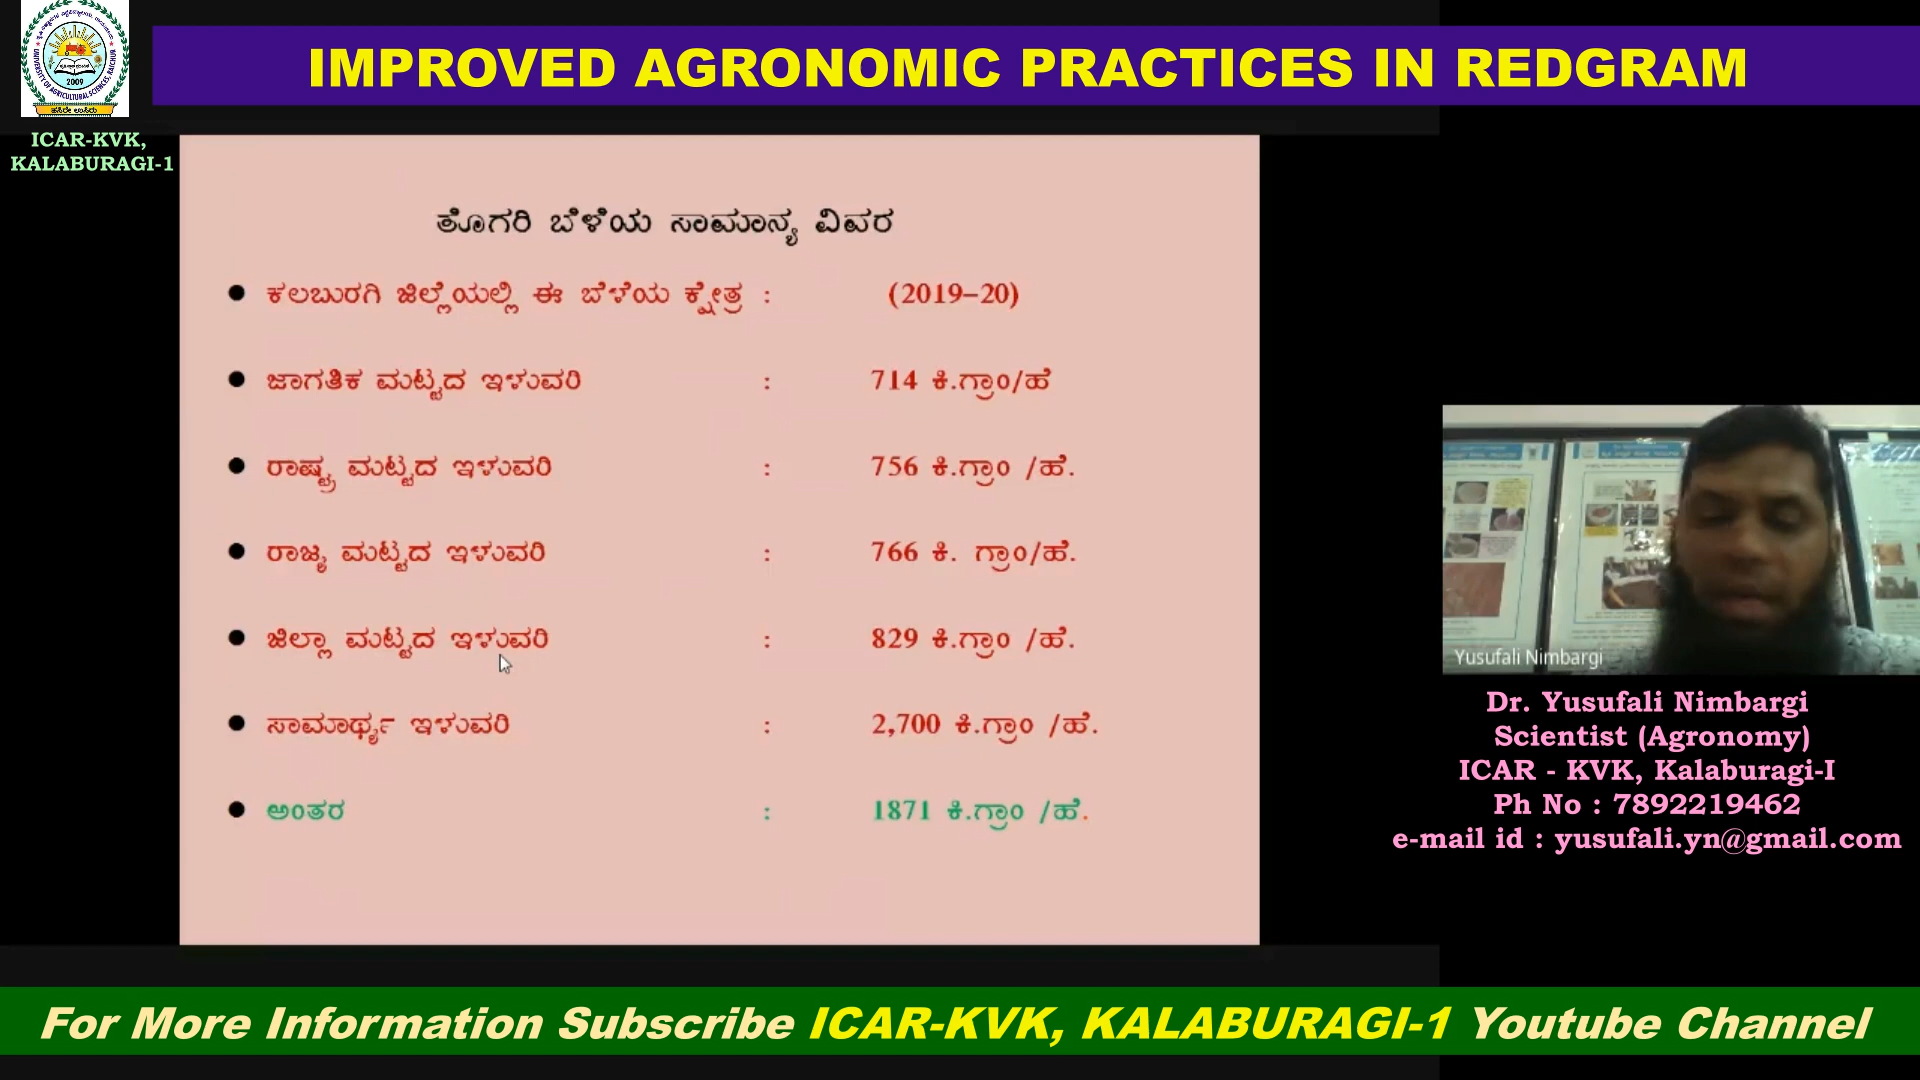 IMPROVED AGRONOMIC PRACTICES IN REDGRAM
2009
ICAR-KVK,
KALABURAGI-1
ತೊಗರಿ ಬೆಳೆಯ ಸಾಮಾನ್ಯ ವಿವರ
● ಕಲಬುರಗಿ ಜಿಲ್ಲೆಯಲ್ಲಿ ಈ ಬೆಳೆಯ ಕ್ಷೇತ್ರ : (2019–20)
● ಜಾಗತಿಕ ಮಟ್ಟದ ಇಳುವರಿ : 714 ಕಿ.ಗ್ರಾಂ/ಹೆ
● ರಾಷ್ಟ್ರ ಮಟ್ಟದ ಇಳುವರಿ : 756 ಕಿ.ಗ್ರಾಂ /ಹೆ.
● ರಾಜ್ಯ ಮಟ್ಟದ ಇಳುವರಿ : 766 ಕಿ. ಗ್ರಾಂ/ಹೆ.
● ಜಿಲ್ಲಾ ಮಟ್ಟದ ಇಳುವರಿ : 829 ಕಿ.ಗ್ರಾಂ /ಹೆ.
● ಸಾಮಾರ್ಥ್ಯ ಇಳುವರಿ : 2,700 ಕಿ.ಗ್ರಾಂ /ಹೆ.
● ಅಂತರ : 1871 ಕಿ.ಗ್ರಾಂ /ಹೆ.
Yusufali Nimbargi
Dr. Yusufali Nimbargi
Scientist (Agronomy)
ICAR - KVK, Kalaburagi-I
Ph No : 7892219462
e-mail id : yusufali.yn@gmail.com
For More Information Subscribe ICAR-KVK, KALABURAGI-1 Youtube Channel